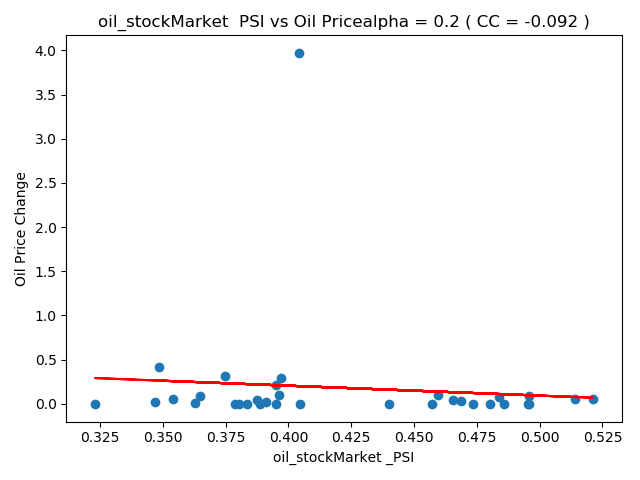 oil_stockMarket  PSI vs Oil Pricealpha = 0.2 ( CC = -0.092 )
4.0
3.5
3.0
2.5
2.0
1.5
1.0
0.5
0.0
Oil Price Change
0.325 0.350 0.375 0.400 0.425 0.450 0.475 0.500 0.525
oil_stockMarket _PSI